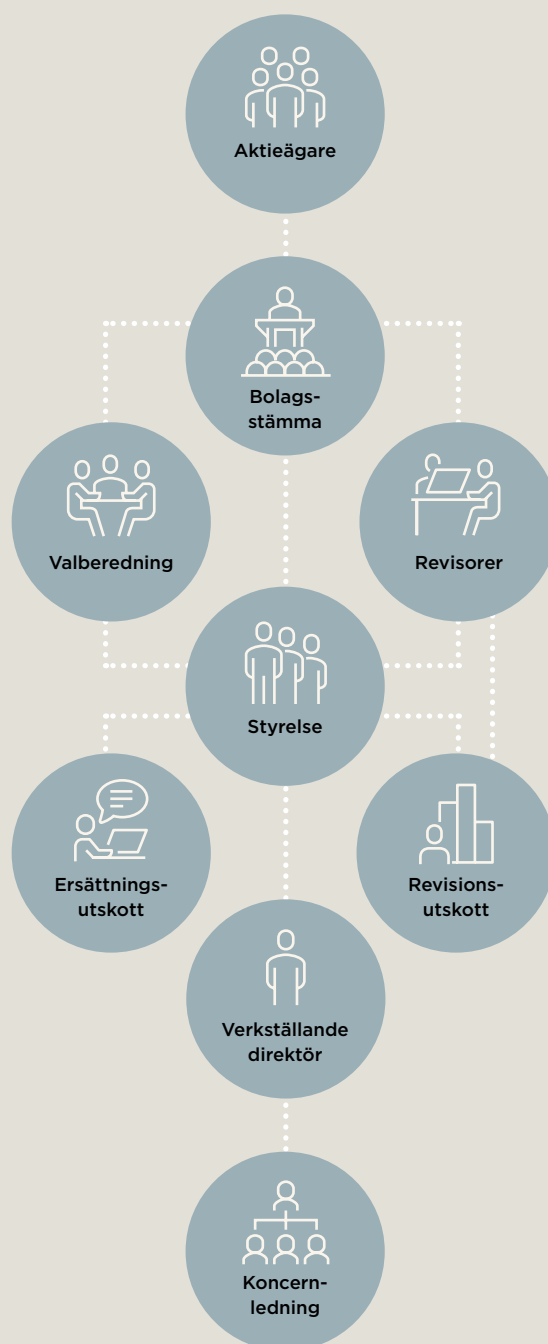 Aktieägare
Bolags-
stämma
Valberedning
Revisorer
Styrelse
Ersättnings-
utskott
Revisions-
utskott
Verkställande
direktör
Koncern-
ledning